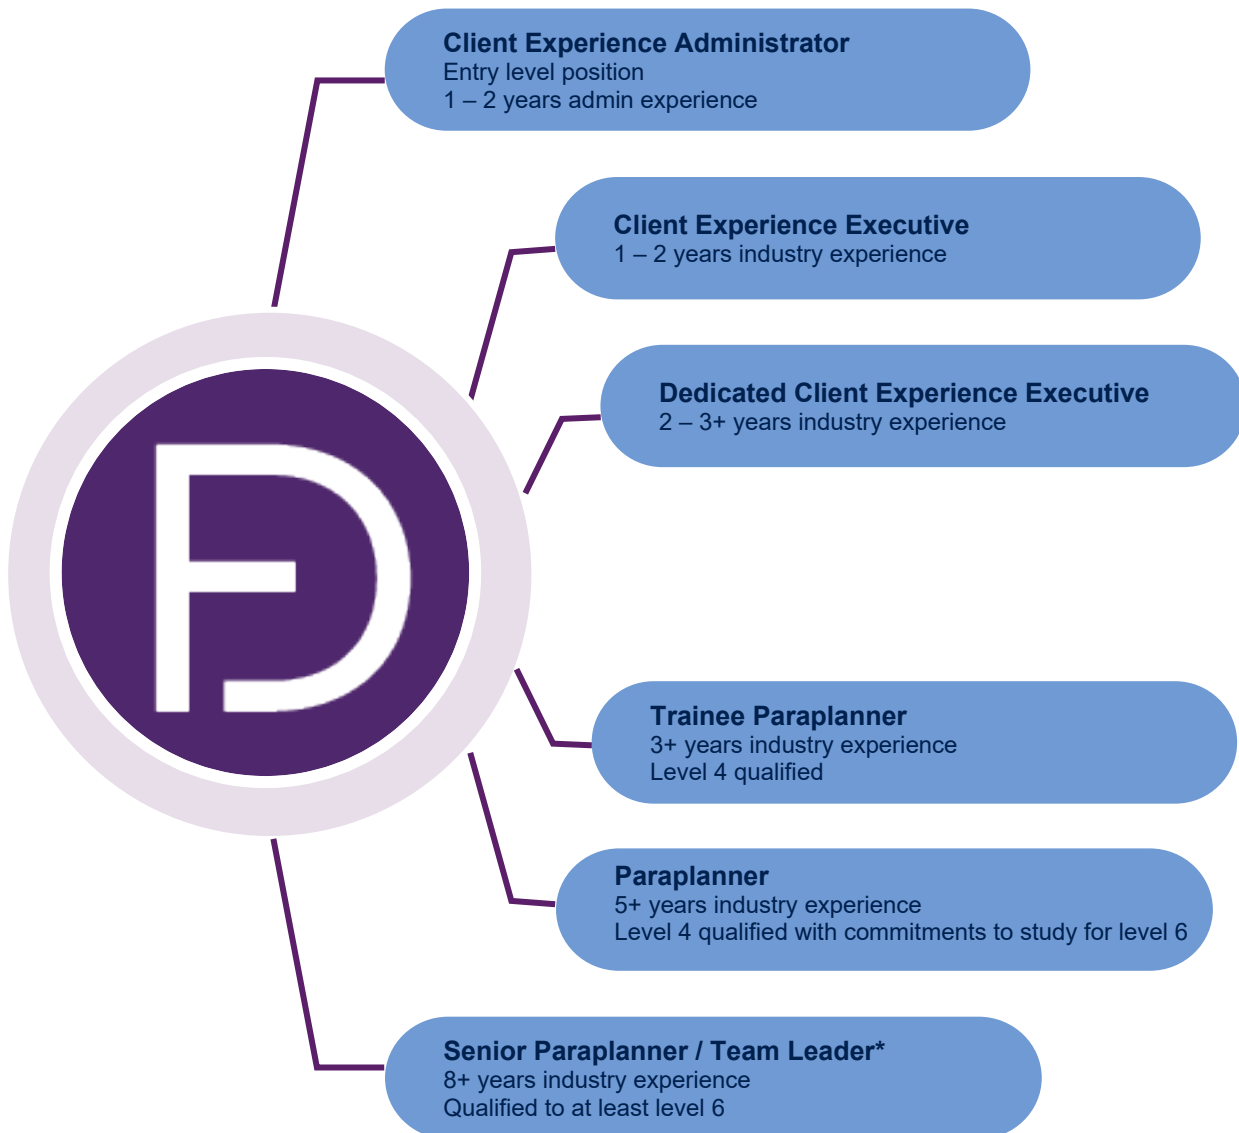 Client Experience Administrator
Entry level position
1 – 2 years admin experience
Client Experience Executive
1 – 2 years industry experience
Dedicated Client Experience Executive
2 – 3+ years industry experience
Trainee Paraplanner
3+ years industry experience
Level 4 qualified
Paraplanner
5+ years industry experience
Level 4 qualified with commitments to study for level 6
Senior Paraplanner / Team Leader*
8+ years industry experience
Qualified to at least level 6